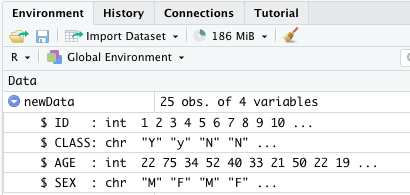 Environment History Connections Tutorial
Import Dataset 186 MiB
R Global Environment
Data
newData 25 obs. of 4 variables
$ ID : int 1 2 3 4 5 6 7 8 9 10 ...
$ CLASS: chr "Y" "y" "N" "N" ...
$ AGE : int 22 75 34 52 40 33 21 50 22 19 ...
$ SEX : chr "M" "F" "M" "F" ...